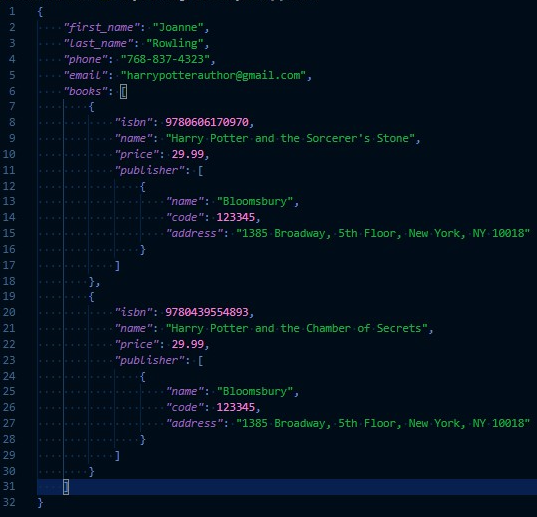 1 {
2 "first_name": "Joanne",
3 "last_name": "Rowling",
4 "phone": "768-837-4323",
5 "email": "harrypotterauthor@gmail.com",
6 "books": [
7 {
8 "isbn": 9780606170970,
9 "name": "Harry Potter and the Sorcerer's Stone",
10 "price": 29.99,
11 "publisher": [
12 {
13 "name": "Bloomsbury",
14 "code": 123345,
15 "address": "1385 Broadway, 5th Floor, New York, NY 10018"
16 }
17 ]
18 },
19 {
20 "isbn": 9780439554893,
21 "name": "Harry Potter and the Chamber of Secrets",
22 "price": 29.99,
23 "publisher": [
24 {
25 "name": "Bloomsbury",
26 "code": 123345,
27 "address": "1385 Broadway, 5th Floor, New York, NY 10018"
28 }
29 ]
30 }
31 ]
32 }